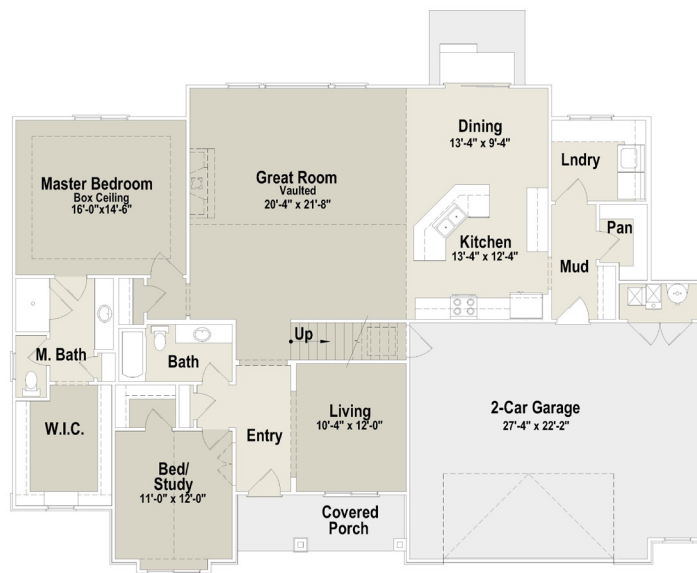 Dining
13'-4" x 9'-4"
Lndry
Master Bedroom
Box Ceiling
16'-0"x14'-6"
Great Room
Vaulted
20'-4" x 21'-8"
Pan
Kitchen
13'-4" x 12'-4"
Mud
Up
M. Bath
Bath
Living
10'-4" x 12'-0"
2-Car Garage
27'-4" x 22'-2"
W.I.C.
Entry
Bed/
Study
11'-0" x 12'-0"
Covered
Porch